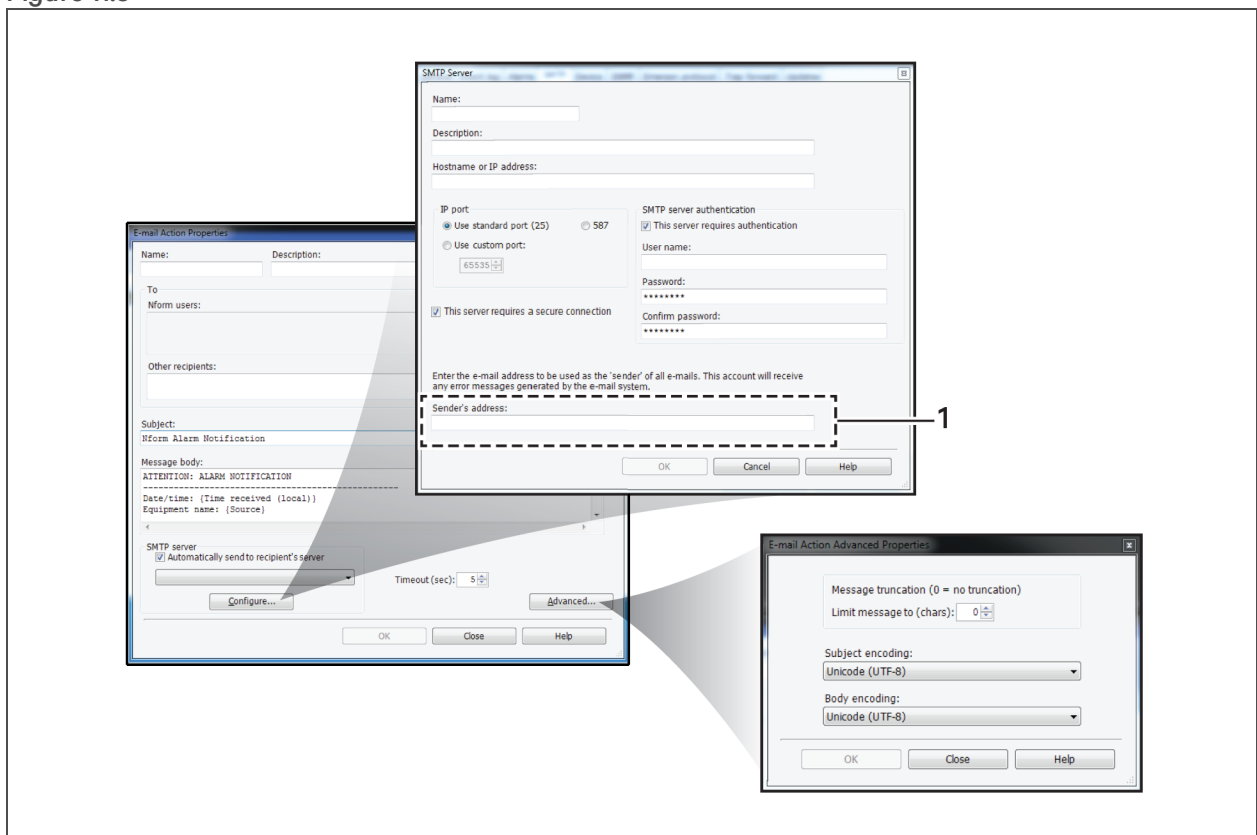 SMTP Server
Name:
Description:
Hostname or IP address:
IP port
Use standard port (25)
587
Use custom port:
65535
SMTP server authentication
This server requires authentication
User name:
Password:
********
Confirm password:
********
This server requires a secure connection
Enter the e-mail address to be used as the 'sender' of all e-mails. This account will receive
any error messages generated by the e-mail system.
Sender's address:
1
OK
Cancel
Help
E-mail Action Properties
Name:
Description:
To
Nform users:
Other recipients:
Subject:
Nform Alarm Notification
Message body:
ATTENTION: ALARM NOTIFICATION
--------------------------------------------------
Date/time: {Time received (local)}
Equipment name: {Source}
SMTP server
Automatically send to recipient's server
Timeout (sec): 5
Configure...
Advanced...
OK
Close
Help
E-mail Action Advanced Properties
Message truncation (0 = no truncation)
Limit message to (chars): 0
Subject encoding:
Unicode (UTF-8)
Body encoding:
Unicode (UTF-8)
OK
Close
Help